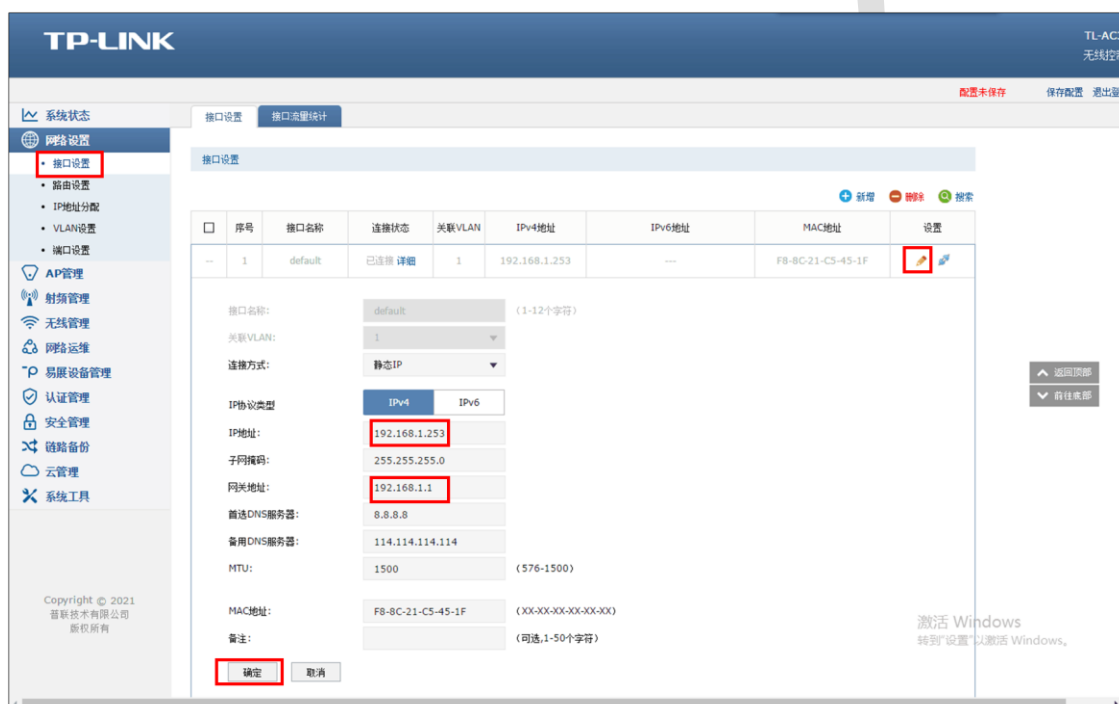 TP-LINK
TL-AC
无线控
配置未保存 保存配置 退出登
系统状态
网络设置
• 接口设置
• 路由设置
• IP地址分配
• VLAN设置
• 端口设置
AP管理
射频管理
无线管理
网络运维
易展设备管理
认证管理
安全管理
链路备份
云管理
系统工具
Copyright © 2021
普联技术有限公司
版权所有
接口设置 接口流量统计
接口设置
新增 删除 搜索
序号 接口名称 连接状态 关联VLAN IPv4地址 IPv6地址 MAC地址 设置
-- 1 default 已连接 详细 1 192.168.1.253 --- F8-8C-21-C5-45-1F
接口名称: default (1-12个字符)
关联VLAN: 1
连接方式: 静态IP
IP协议类型 IPv4 IPv6
IP地址: 192.168.1.253
子网掩码: 255.255.255.0
网关地址: 192.168.1.1
首选DNS服务器: 8.8.8.8
备用DNS服务器: 114.114.114.114
MTU: 1500 (576-1500)
MAC地址: F8-8C-21-C5-45-1F (XX-XX-XX-XX-XX-XX)
备注: (可选,1-50个字符)
确定 取消
返回顶部
前往底部
激活 Windows
转到"设置"以激活 Windows。